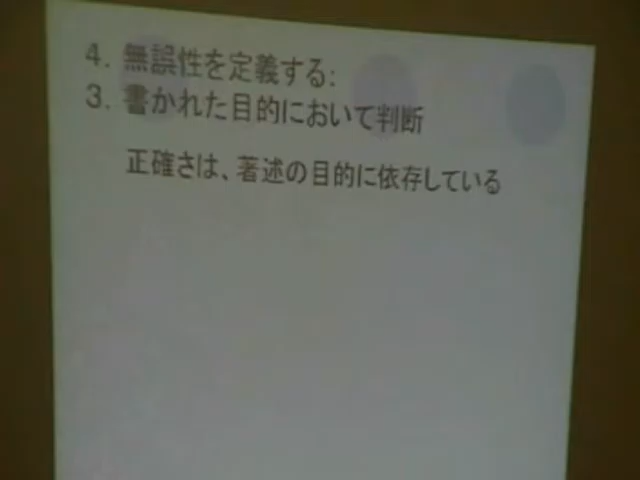 4. 無誤性を定義する:
3. 書かれた目的において判断
正確さは、著述の目的に依存している